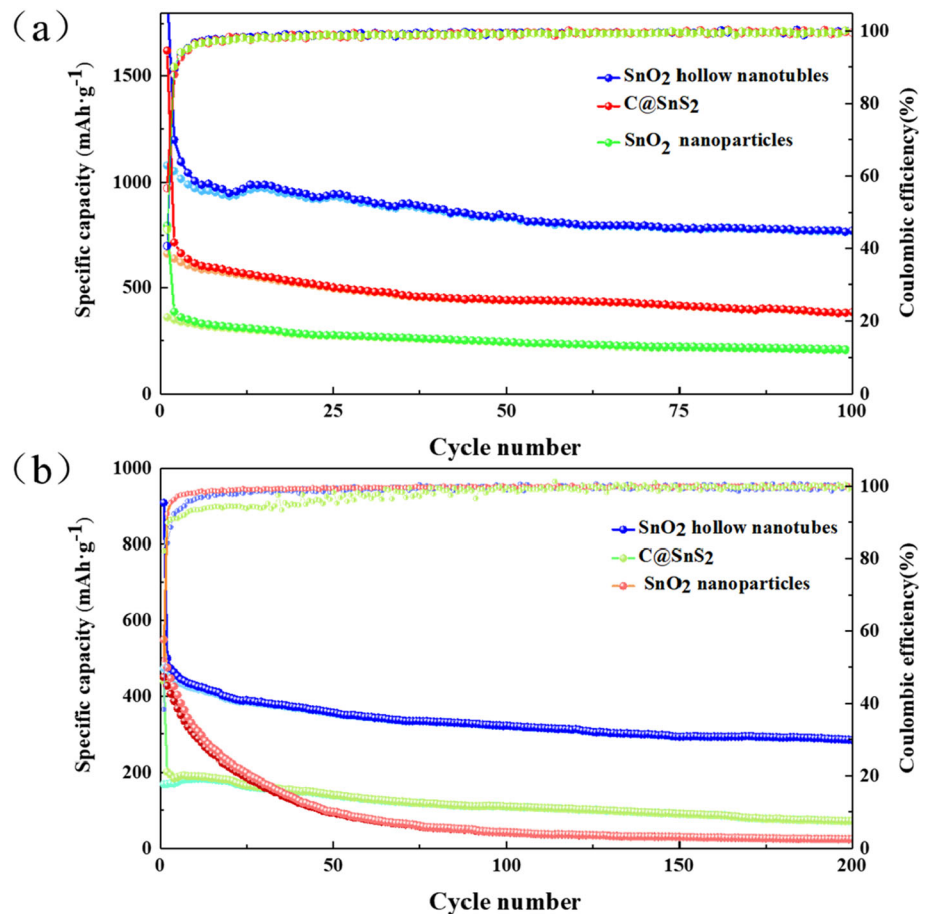 (a)
Specific capacity (mAh·g⁻¹)
1500
1000
500
0
SnO₂ hollow nanotubles
C@SnS₂
SnO₂ nanoparticles
100
80
60
40
20
0
Coulombic efficiency(%)
0 25 50 75 100
Cycle number
(b)
Specific capacity (mAh·g⁻¹)
1000
800
600
400
200
0
SnO₂ hollow nanotubes
C@SnS₂
SnO₂ nanoparticles
100
80
60
40
20
0
Coulombic efficiency(%)
0 50 100 150 200
Cycle number